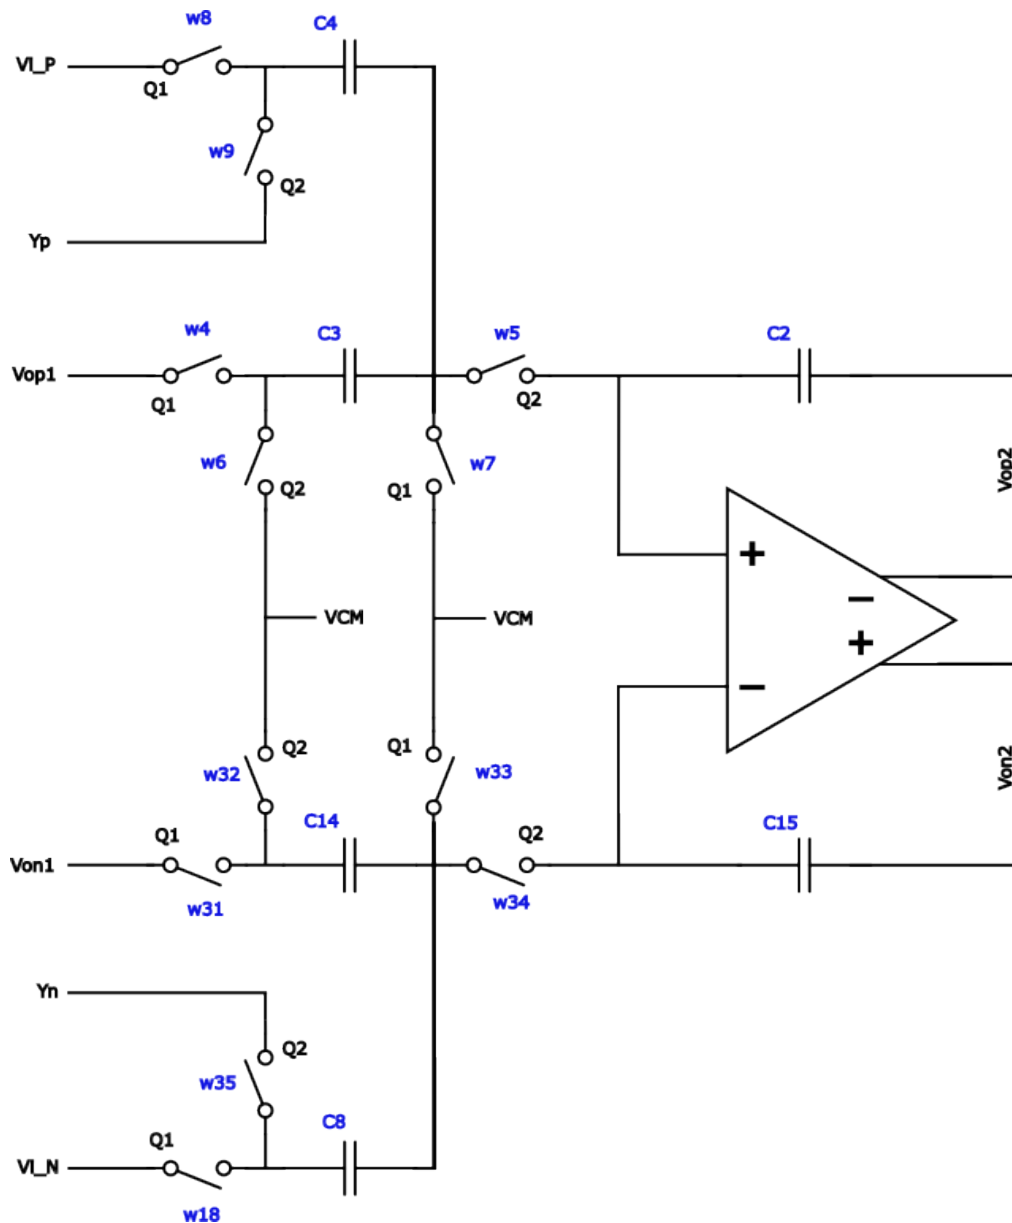 w8
C4
VI_P
Q1
w9
Q2
Yp
w4
C3
w5
C2
Vop1
Q1
Q2
w6
Q2
w7
Q1
Vop2
+
−
VCM
VCM
+
−
Q2
Q1
w32
w33
Von2
C14
C15
Q1
Q2
Von1
w31
w34
Yn
Q2
w35
C8
Q1
VI_N
w18